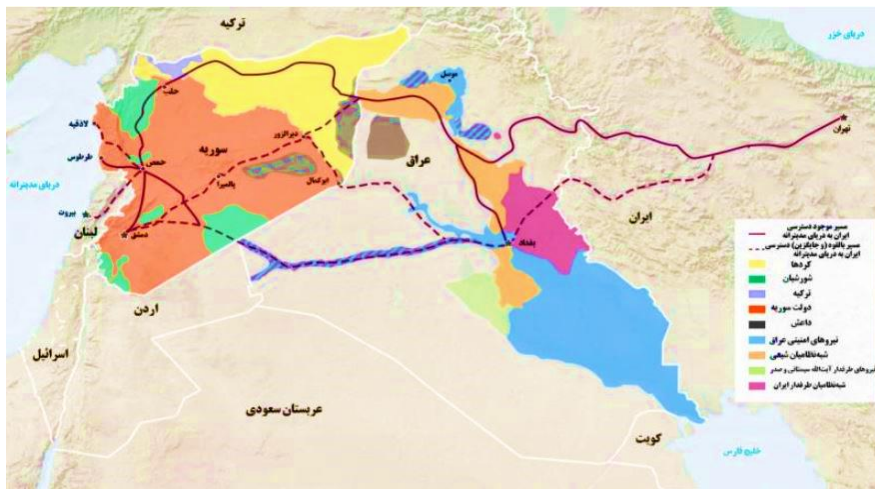 ترکیه
دریای خزر
موصل
حلب
تهران
لاذقیه
دیرالزور
سوریه
عراق
طرطوس
حمص
پالمیرا
ابوکمال
دریای مدیترانه
بیروت
ایران
لبنان
دمشق
بغداد
اردن
اسرائیل
عربستان سعودی
کویت
خلیج فارس
مسیر موجود دسترسی
ایران به دریای مدیترانه
مسیر بالقوه (و جایگزین) دسترسی
ایران به دریای مدیترانه
کردها
شورشیان
ترکیه
دولت سوریه
داعش
نیروهای امنیتی عراق
شبه‌نظامیان شیعی
نیروهای طرفدار آیت‌الله سیستانی و صدر
شبه‌نظامیان طرفدار ایران